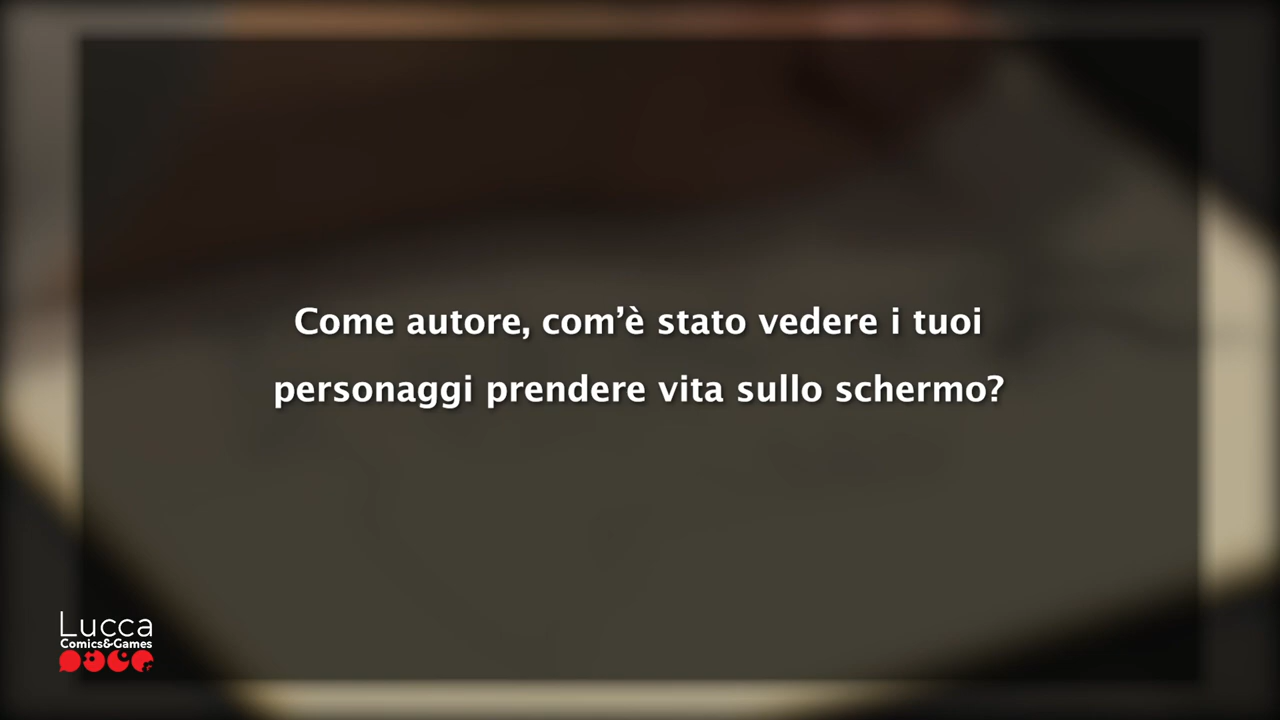 Come autore, com’è stato vedere i tuoi
personaggi prendere vita sullo schermo?
Lucca
Comics&Games